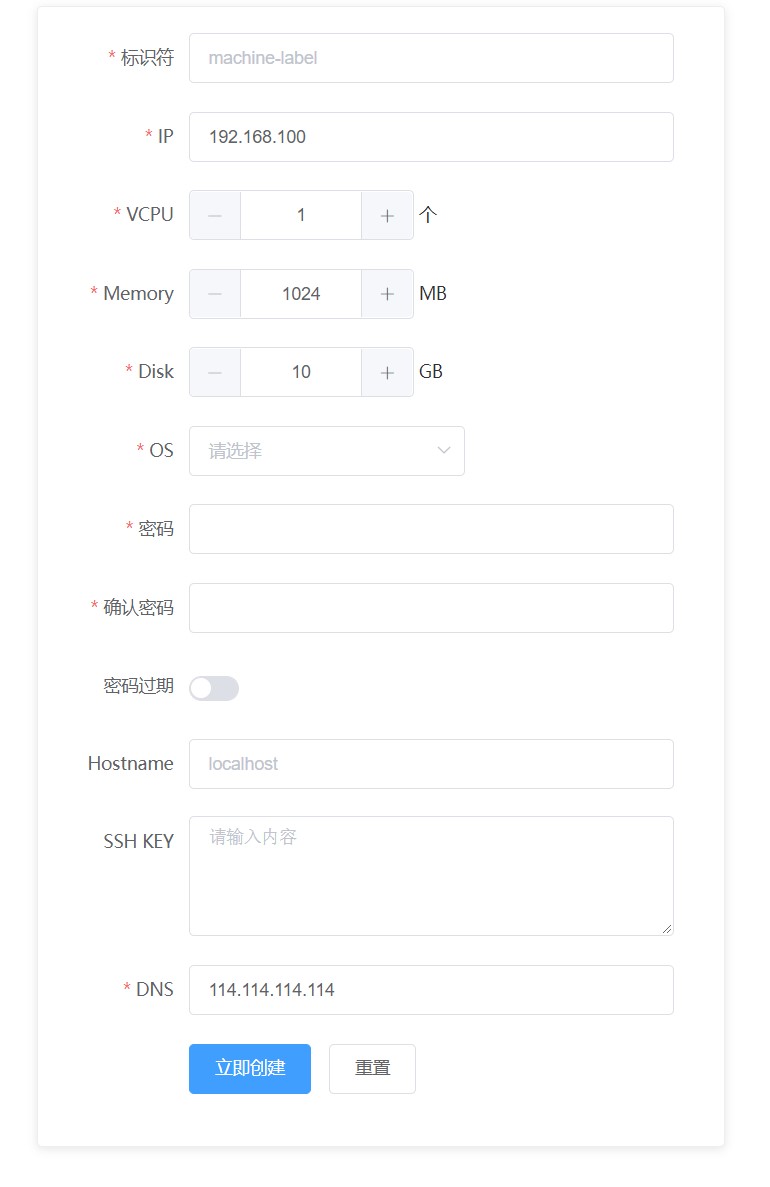 * 标识符 machine-label
* IP 192.168.100
* VCPU 1 个
* Memory 1024 MB
* Disk 10 GB
* OS 请选择
* 密码
* 确认密码
密码过期
Hostname localhost
SSH KEY 请输入内容
* DNS 114.114.114.114
立即创建 重置